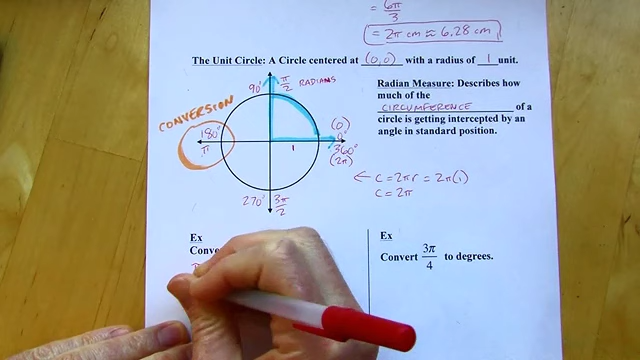 = 6π/3
= 2π cm ≈ 6.28 cm
The Unit Circle: A Circle centered at (0,0) with a radius of 1 unit.
90° π/2 RADIANS
CONVERSION
180°
π
(0)
0°
360°
(2π)
1
270° 3π/2
Radian Measure: Describes how
much of the
CIRCUMFERENCE of a
circle is getting intercepted by an
angle in standard position.
← C = 2πr = 2π(1)
C = 2π
Ex
Conve
Ex
Convert 3π/4 to degrees.